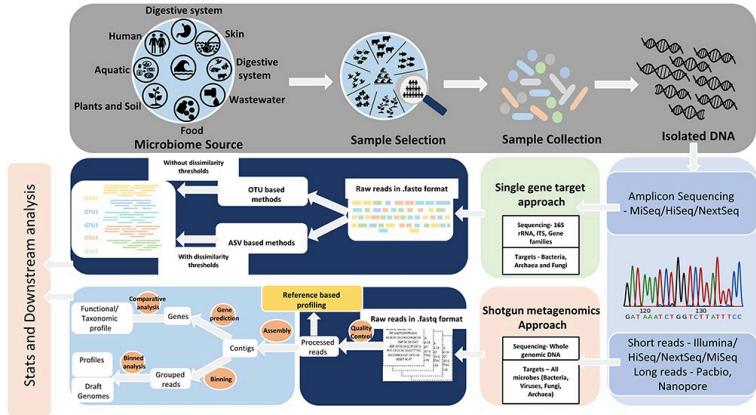 Digestive system
Human
Skin
Aquatic
Digestive
system
Plants and Soil
Wastewater
Food
Microbiome Source
Sample Selection
Sample Collection
Isolated DNA
Stats and Downstream analysis
Without dissimilarity
thresholds
OTU based
methods
Raw reads in .fastq format
OTU1
OTU2
OTU3
OTU4
OTU5
ASV based methods
With dissimilarity
thresholds
Single gene target
approach
Sequencing- 16S
rRNA, ITS, Gene
families
Targets - Bacteria,
Archaea and Fungi
Amplicon Sequencing
- MiSeq/HiSeq/NextSeq
120
130
GAT AAATCTGGTCTTATTTCC
Short reads - Illumina/
HiSeq/NextSeq/MiSeq
Long reads - Pacbio,
Nanopore
Shotgun metagenomics
Approach
Sequencing- Whole
genomic DNA
Targets – All
microbes (Bacteria,
Viruses, Fungi,
Archaea)
Reference based
profiling
Raw reads in .fastq format
Quality
Control
Processed
reads
Assembly
Contigs
Gene
prediction
Genes
Comparative
analysis
Functional/
Taxonomic
profile
Binning
Grouped
reads
Binned
analysis
Profiles
Draft
Genomes